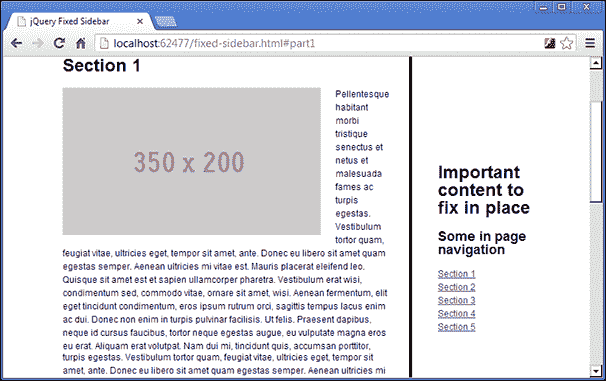 jQuery Fixed Sidebar
localhost:62477/fixed-sidebar.html#part1
Section 1
350 x 200
Pellentesque
habitant
morbi
tristique
senectus et
netus et
malesuada
fames ac
turpis
egestas.
Vestibulum
tortor quam,
feugiat vitae, ultricies eget, tempor sit amet, ante. Donec eu libero sit amet quam
egestas semper. Aenean ultricies mi vitae est. Mauris placerat eleifend leo.
Quisque sit amet est et sapien ullamcorper pharetra. Vestibulum erat wisi,
condimentum sed, commodo vitae, ornare sit amet, wisi. Aenean fermentum, elit
eget tincidunt condimentum, eros ipsum rutrum orci, sagittis tempus lacus enim
ac dui. Donec non enim in turpis pulvinar facilisis. Ut felis. Praesent dapibus,
neque id cursus faucibus, tortor neque egestas augue, eu vulputate magna eros
eu erat. Aliquam erat volutpat. Nam dui mi, tincidunt quis, accumsan porttitor,
turpis egestas. Vestibulum tortor quam, feugiat vitae, ultricies eget, tempor sit
amet, ante. Donec eu libero sit amet quam egestas semper. Aenean ultricies mi
Important
content to
fix in place
Some in page
navigation
Section 1
Section 2
Section 3
Section 4
Section 5